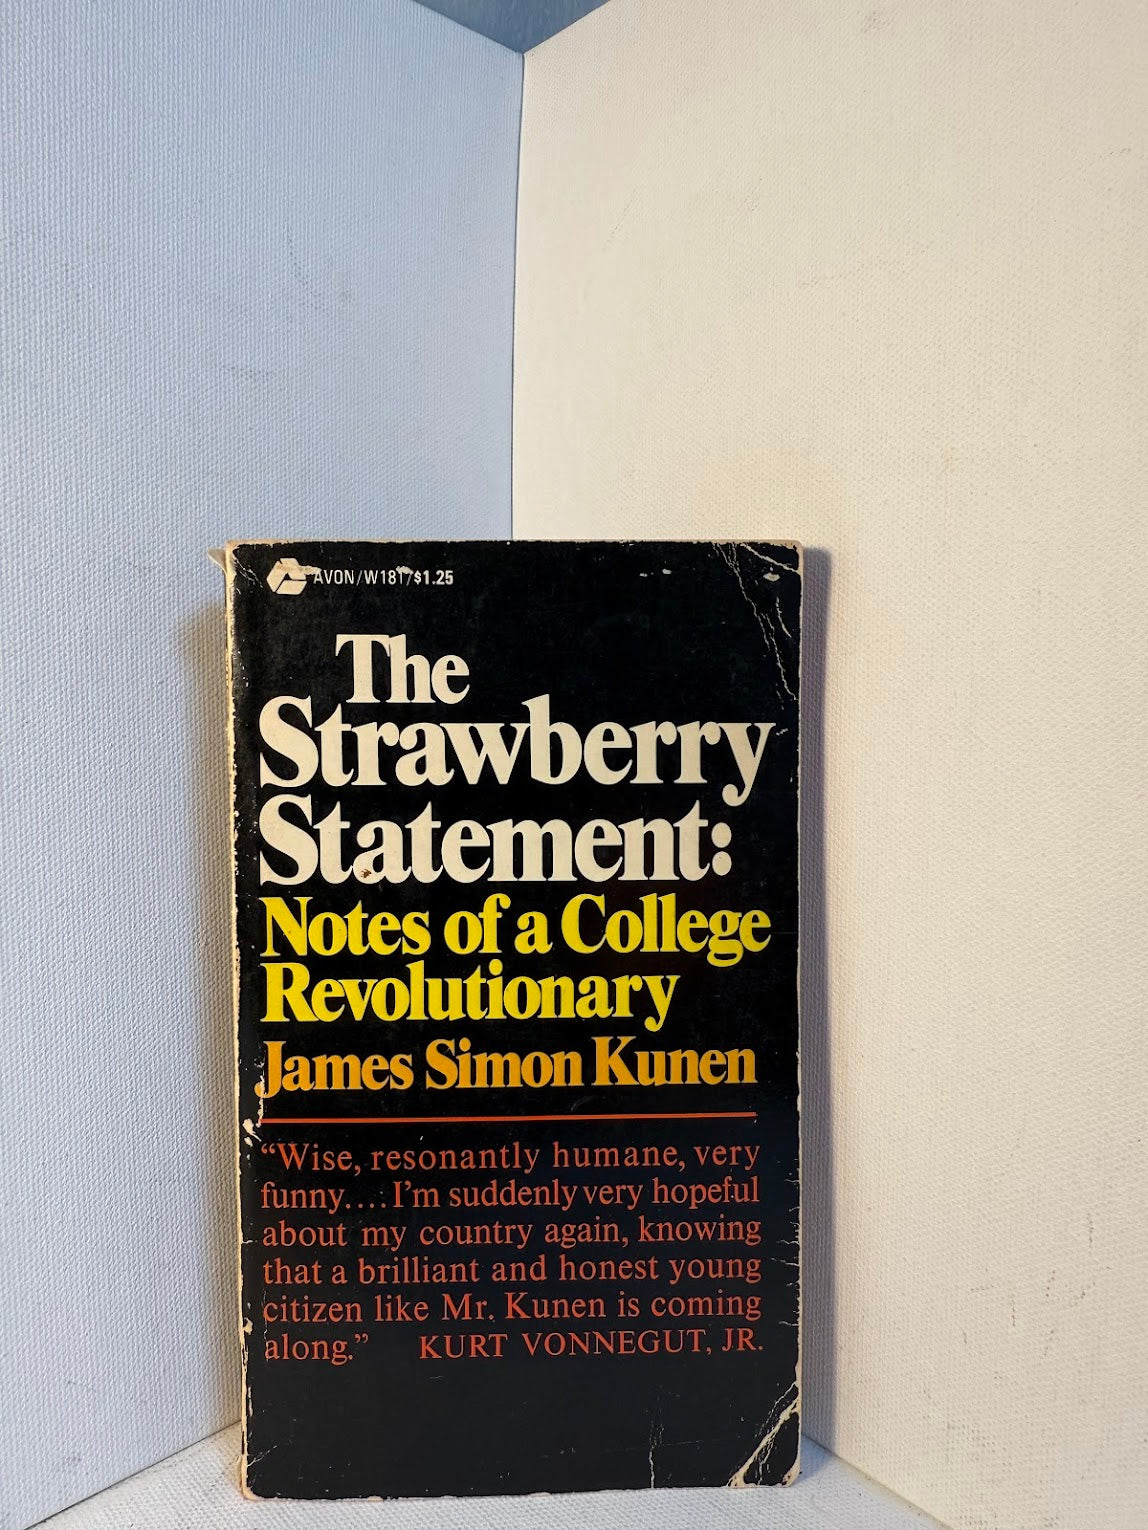 AVON/W181/$1.25
The
Strawberry
Statement:
Notes of a College
Revolutionary
James Simon Kunen
“Wise, resonantly humane, very
funny....I’m suddenly very hopeful
about my country again, knowing
that a brilliant and honest young
citizen like Mr. Kunen is coming
along.” KURT VONNEGUT, JR.